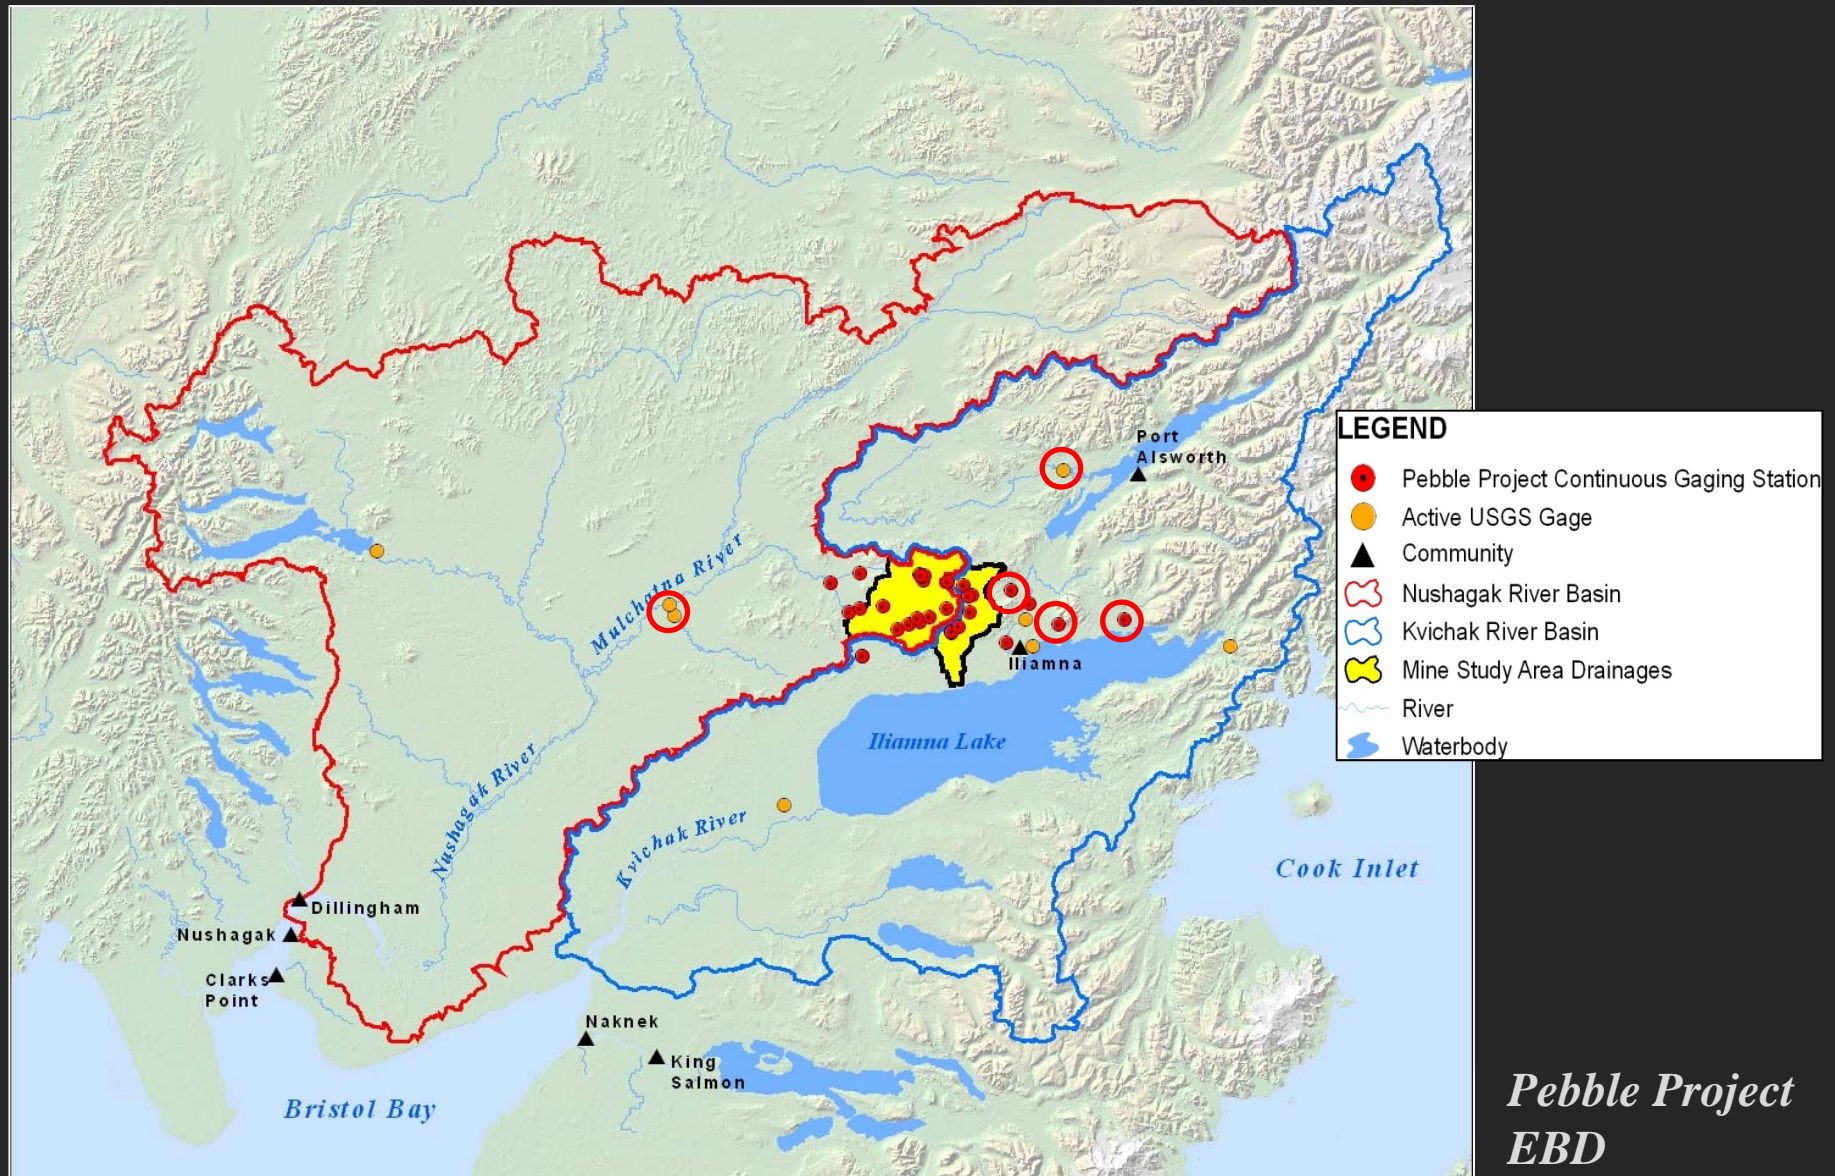 Port
Alsworth
LEGEND
Pebble Project Continuous Gaging Station
Active USGS Gage
Community
Nushagak River Basin
Kvichak River Basin
Mine Study Area Drainages
River
Waterbody
Mulchatna River
Iliamna
Iliamna Lake
Nushagak River
Kvichak River
Cook Inlet
Dillingham
Nushagak
Clarks
Point
Naknek
King
Salmon
Bristol Bay
Pebble Project
EBD